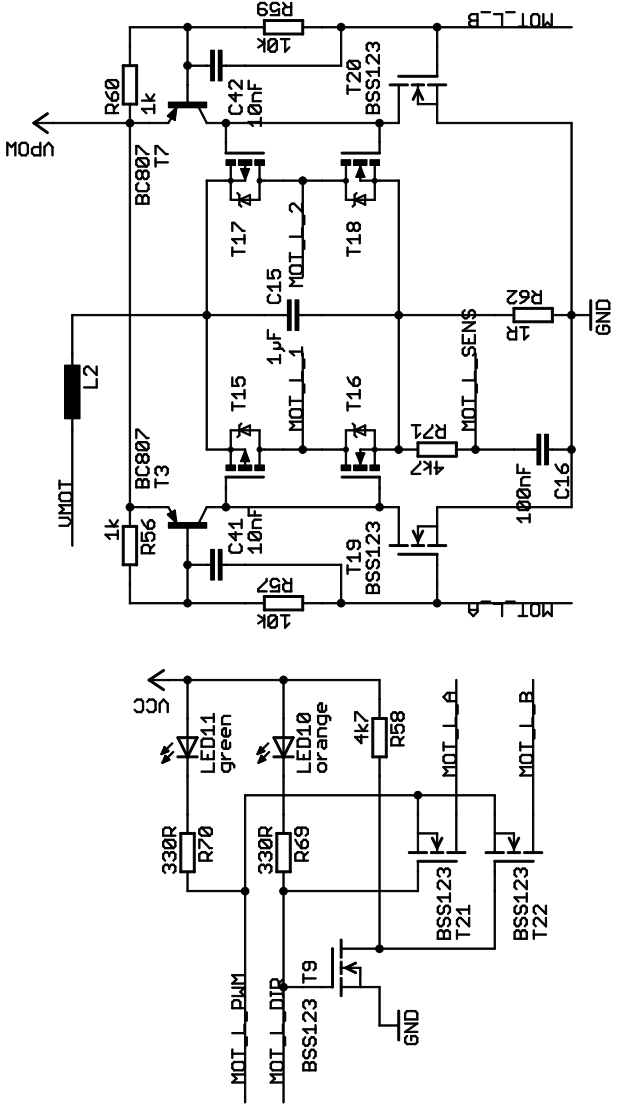 R59
10k
MOT_L_B
R60
1k
C42
10nF
T20
BSS123
VPOW
BC807
T7
T17
MOT_L_2
T18
C15
1µF
R62
1R
GND
L2
T15
MOT_L_1
T16
MOT_L_SENS
R71
4k7
VMOT
BC807
T3
100nF
C16
1k
R56
C41
10nF
T19
BSS123
R57
10k
MOT_L_A
VCC
LED11
green
LED10
orange
4k7
R58
MOT_L_A
MOT_L_B
330R
R70
330R
R69
BSS123
T21
BSS123
T22
T9
BSS123
MOT_L_PWM
MOT_L_DIR
GND